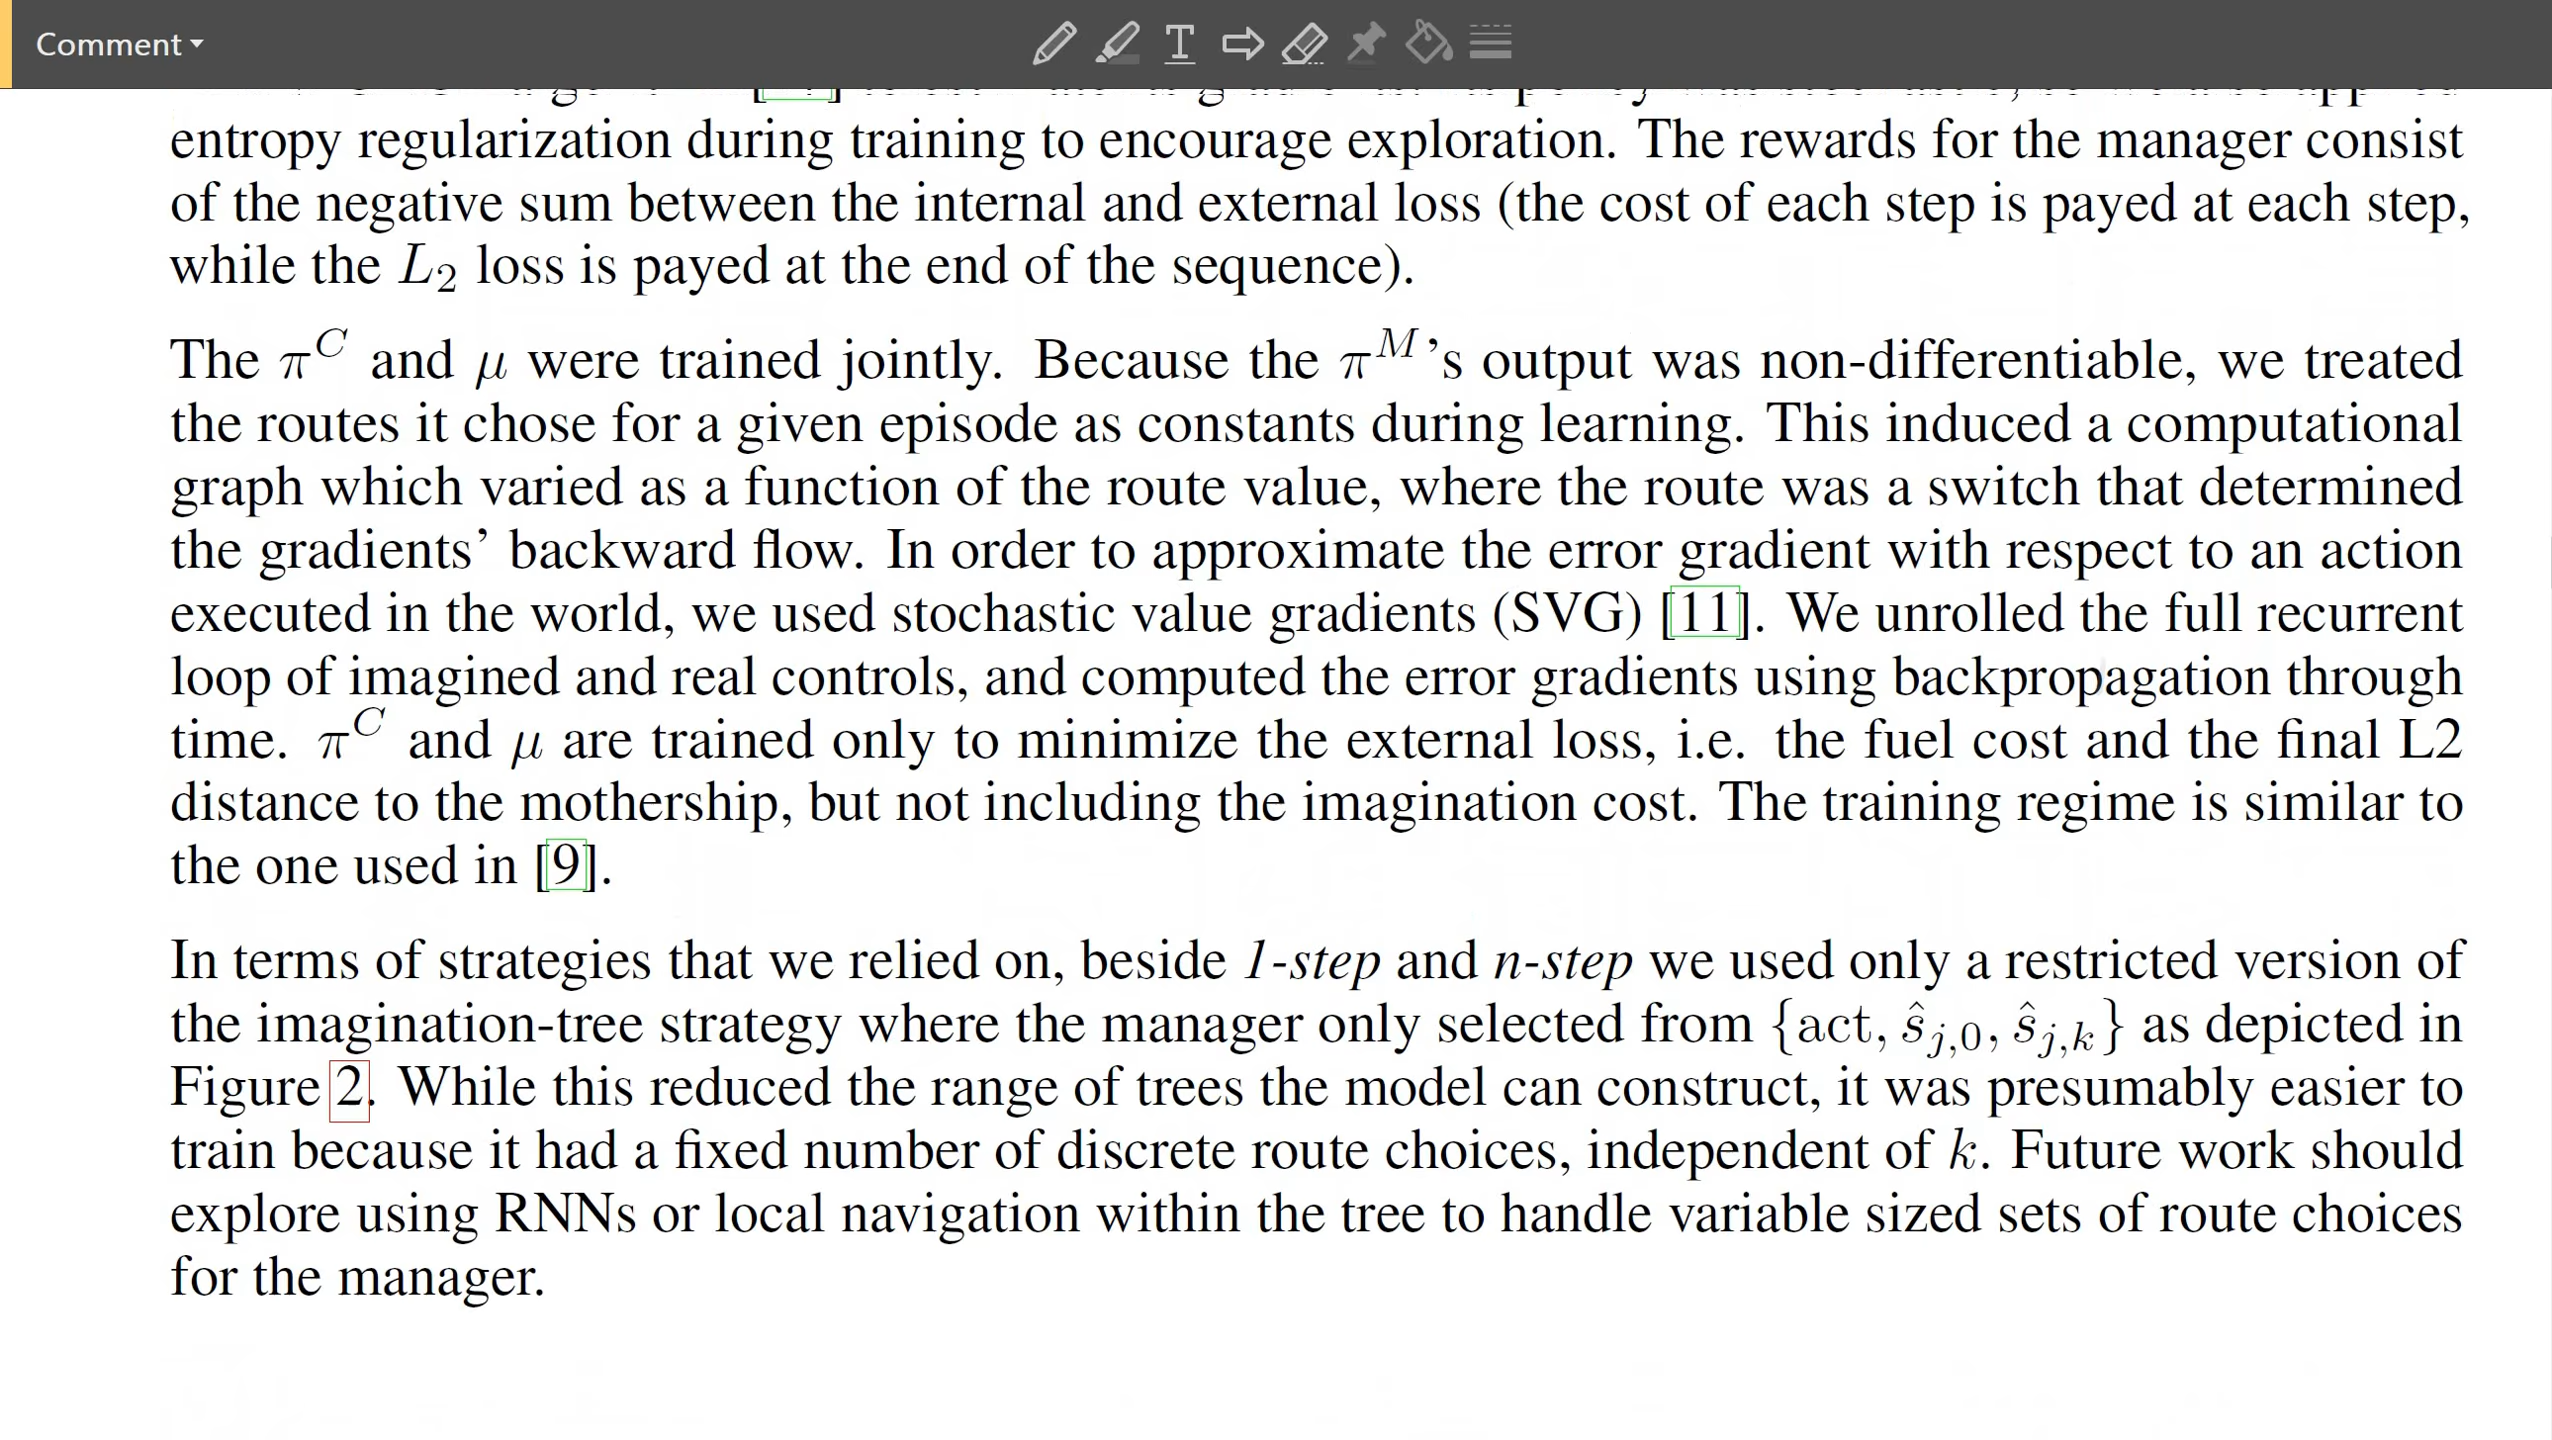 Comment
entropy regularization during training to encourage exploration. The rewards for the manager consist
of the negative sum between the internal and external loss (the cost of each step is payed at each step,
while the L₂ loss is payed at the end of the sequence).
The π^C and μ were trained jointly. Because the π^M’s output was non-differentiable, we treated
the routes it chose for a given episode as constants during learning. This induced a computational
graph which varied as a function of the route value, where the route was a switch that determined
the gradients’ backward flow. In order to approximate the error gradient with respect to an action
executed in the world, we used stochastic value gradients (SVG) [11]. We unrolled the full recurrent
loop of imagined and real controls, and computed the error gradients using backpropagation through
time. π^C and μ are trained only to minimize the external loss, i.e. the fuel cost and the final L2
distance to the mothership, but not including the imagination cost. The training regime is similar to
the one used in [9].
In terms of strategies that we relied on, beside 1-step and n-step we used only a restricted version of
the imagination-tree strategy where the manager only selected from {act, ŝ_{j,0}, ŝ_{j,k}} as depicted in
Figure 2. While this reduced the range of trees the model can construct, it was presumably easier to
train because it had a fixed number of discrete route choices, independent of k. Future work should
explore using RNNs or local navigation within the tree to handle variable sized sets of route choices
for the manager.